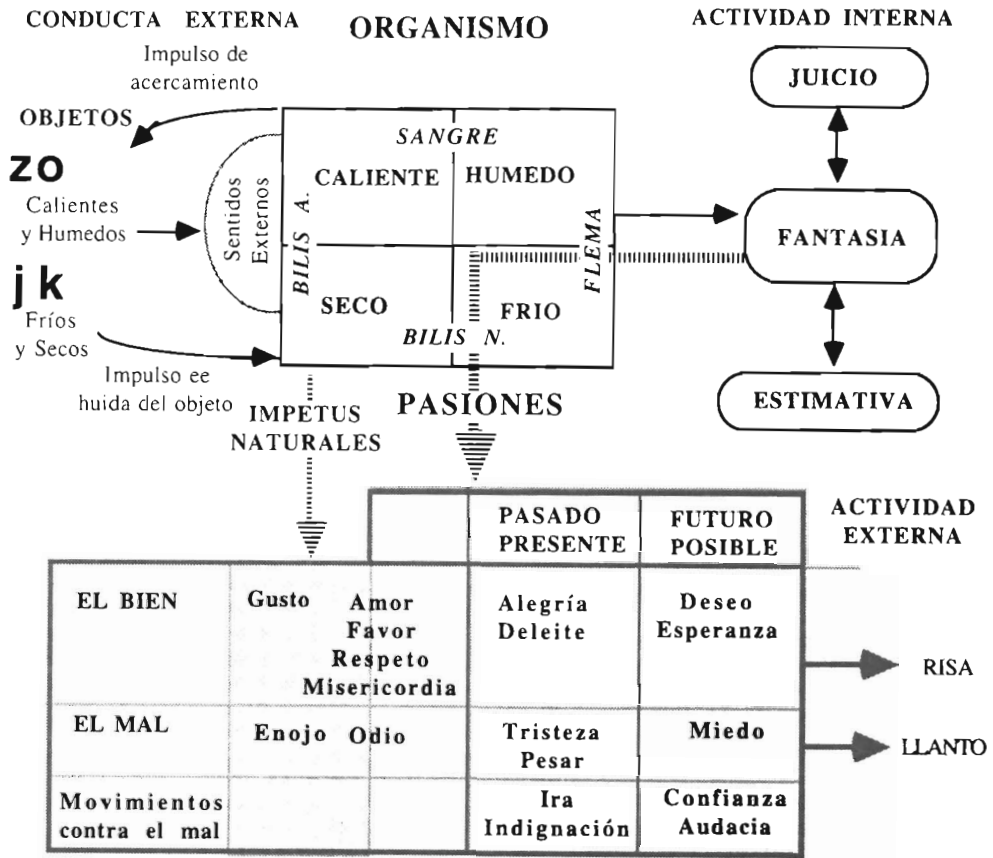 CONDUCTA EXTERNA
ORGANISMO
ACTIVIDAD INTERNA
Impulso de
acercamiento
OBJETOS
zo
Calientes
y Humedos
jk
Fríos
y Secos
Impulso ee
huida del objeto
Sentidos
Externos
BILIS A.
SANGRE
CALIENTE
HUMEDO
SECO
FRIO
BILIS N.
FLEMA
JUICIO
FANTASIA
ESTIMATIVA
IMPETUS
NATURALES
PASIONES
PASADO
PRESENTE
FUTURO
POSIBLE
ACTIVIDAD
EXTERNA
EL BIEN
Gusto
Amor
Favor
Respeto
Misericordia
Alegría
Deleite
Deseo
Esperanza
RISA
EL MAL
Enojo
Odio
Tristeza
Pesar
Miedo
LLANTO
Movimientos
contra el mal
Ira
Indignación
Confianza
Audacia